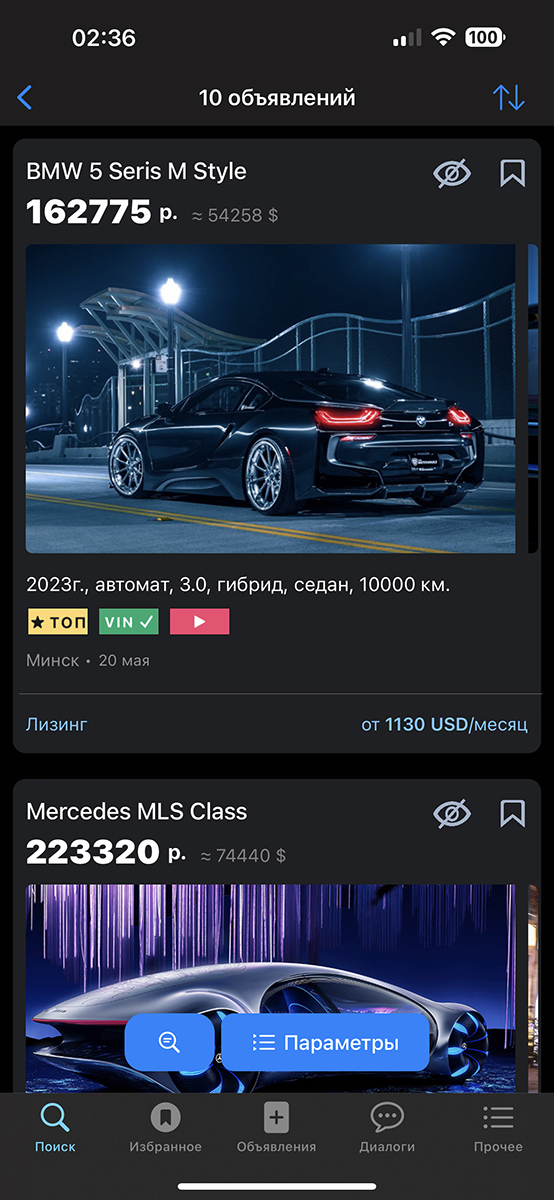 02:36
100
10 объявлений
BMW 5 Seris M Style
162775 р. ≈ 54258 $
2023г., автомат, 3.0, гибрид, седан, 10000 км.
★ ТОП VIN ✓
Минск • 20 мая
Лизинг от 1130 USD/месяц
Mercedes MLS Class
223320 р. ≈ 74440 $
Параметры
Поиск Избранное Объявления Диалоги Прочее